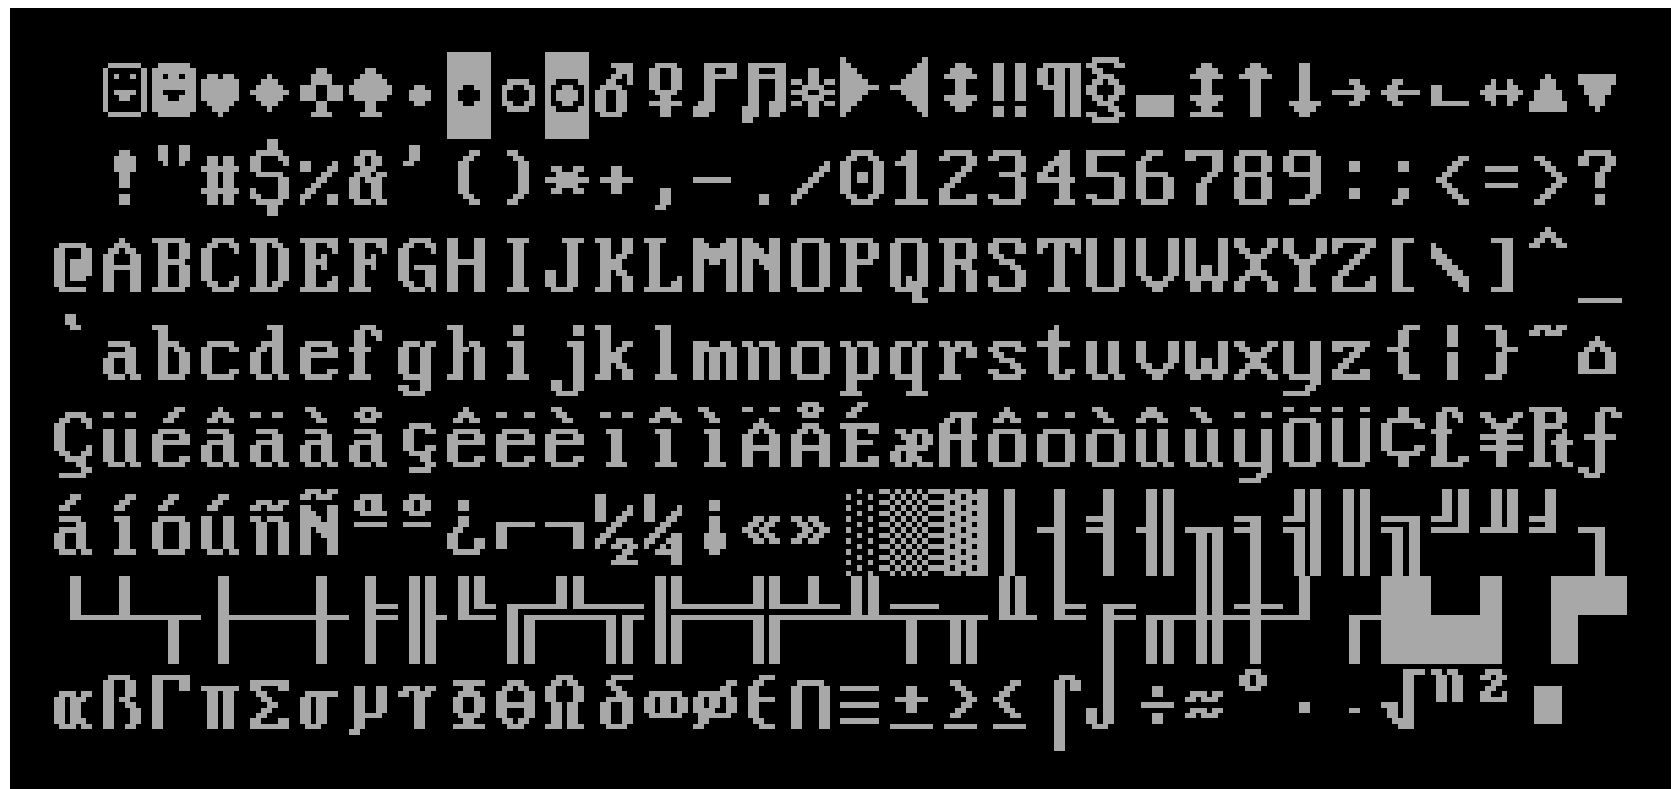 ☺☻♥♦♣♠•◘○◙♂♀♪♫☼►◄↕‼¶§▬↨↑↓→←∟↔▲▼
!"#$%&'()*+,-./0123456789:;<=>?
@ABCDEFGHIJKLMNOPQRSTUVWXYZ[\]^_
`abcdefghijklmnopqrstuvwxyz{¦}~⌂
ÇüéâäàåçêëèïîìÄÅÉæÆôöòûùÿÖÜ¢£¥₧ƒ
áíóúñÑªº¿⌐¬½¼¡«»░▒▓│┤╡╢╖╕╣║╗╝╜╛┐
└┴┬├─┼╞╟╚╔╩╦╠═╬╧╨╤╥╙╘╒╓╫╪┘┌█▄▌▐▀
αßΓπΣσµτΦΘΩδ∞φε∩≡±≥≤⌠⌡÷≈°∙·√ⁿ²■